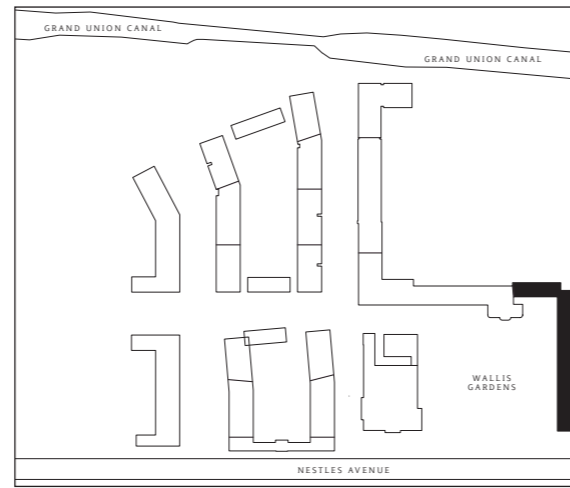 GRAND UNION CANAL
GRAND UNION CANAL
WALLIS
GARDENS
NESTLES AVENUE